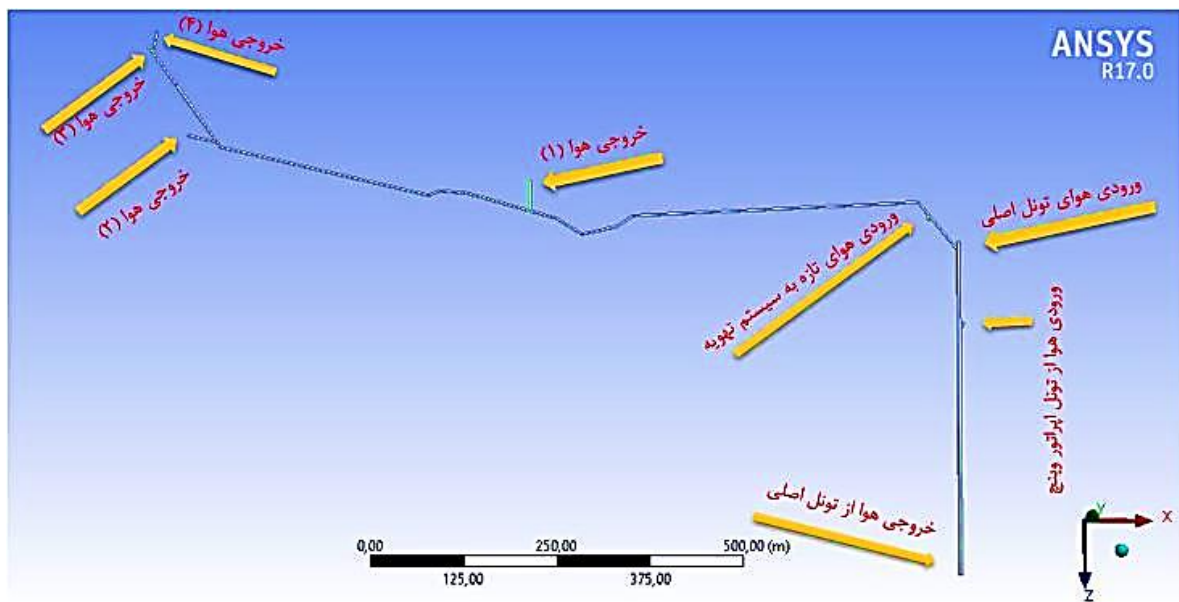 ANSYS
R17.0
خروجی هوا (۴)
خروجی هوا (۳)
خروجی هوا (۲)
خروجی هوا (۱)
ورودی هوای تونل اصلی
ورودی هوای تازه به سیستم تهویه
ورودی هوا از تونل اپراتور وینچ
خروجی هوا از تونل اصلی
0,00 250,00 500,00 (m)
125,00 375,00
Y
X
Z